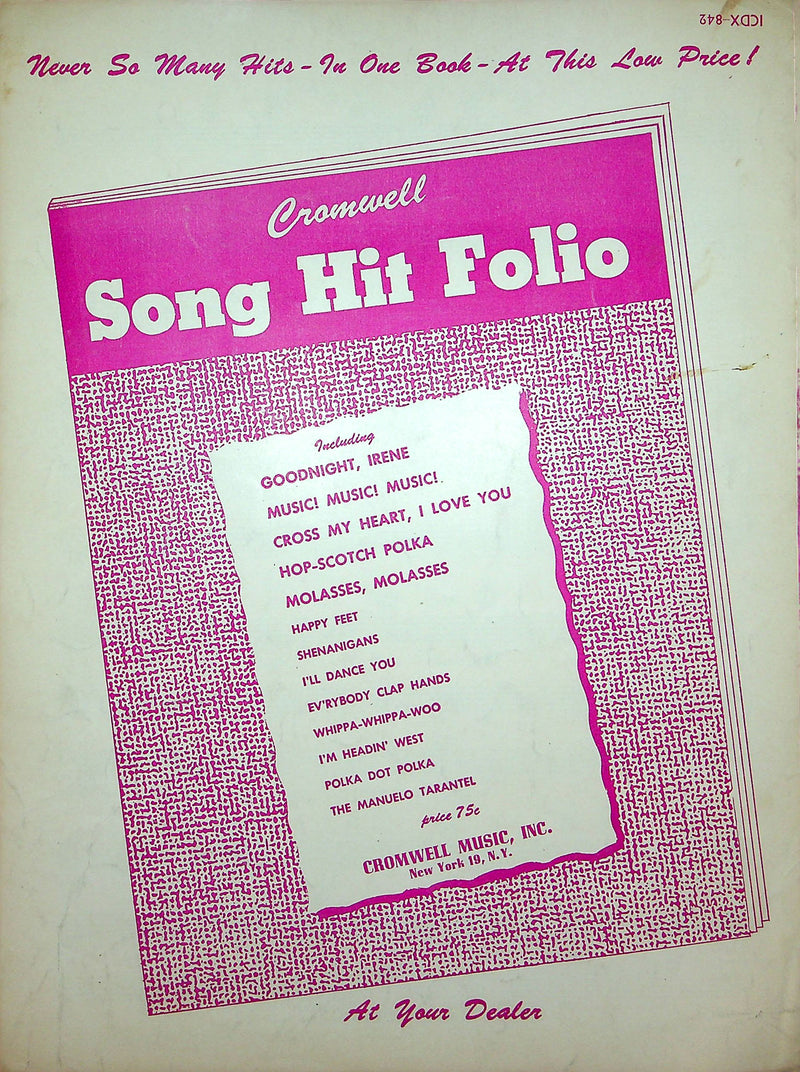 ICDX-842
Never So Many Hits - In One Book - At This Low Price!
Cromwell
Song Hit Folio
Including
GOODNIGHT, IRENE
MUSIC! MUSIC! MUSIC!
CROSS MY HEART, I LOVE YOU
HOP-SCOTCH POLKA
MOLASSES, MOLASSES
HAPPY FEET
SHENANIGANS
I'LL DANCE YOU
EV'RYBODY CLAP HANDS
WHIPPA-WHIPPA-WOO
I'M HEADIN' WEST
POLKA DOT POLKA
THE MANUELO TARANTEL
price 75c
CROMWELL MUSIC, INC.
New York 19, N.Y.
At Your Dealer